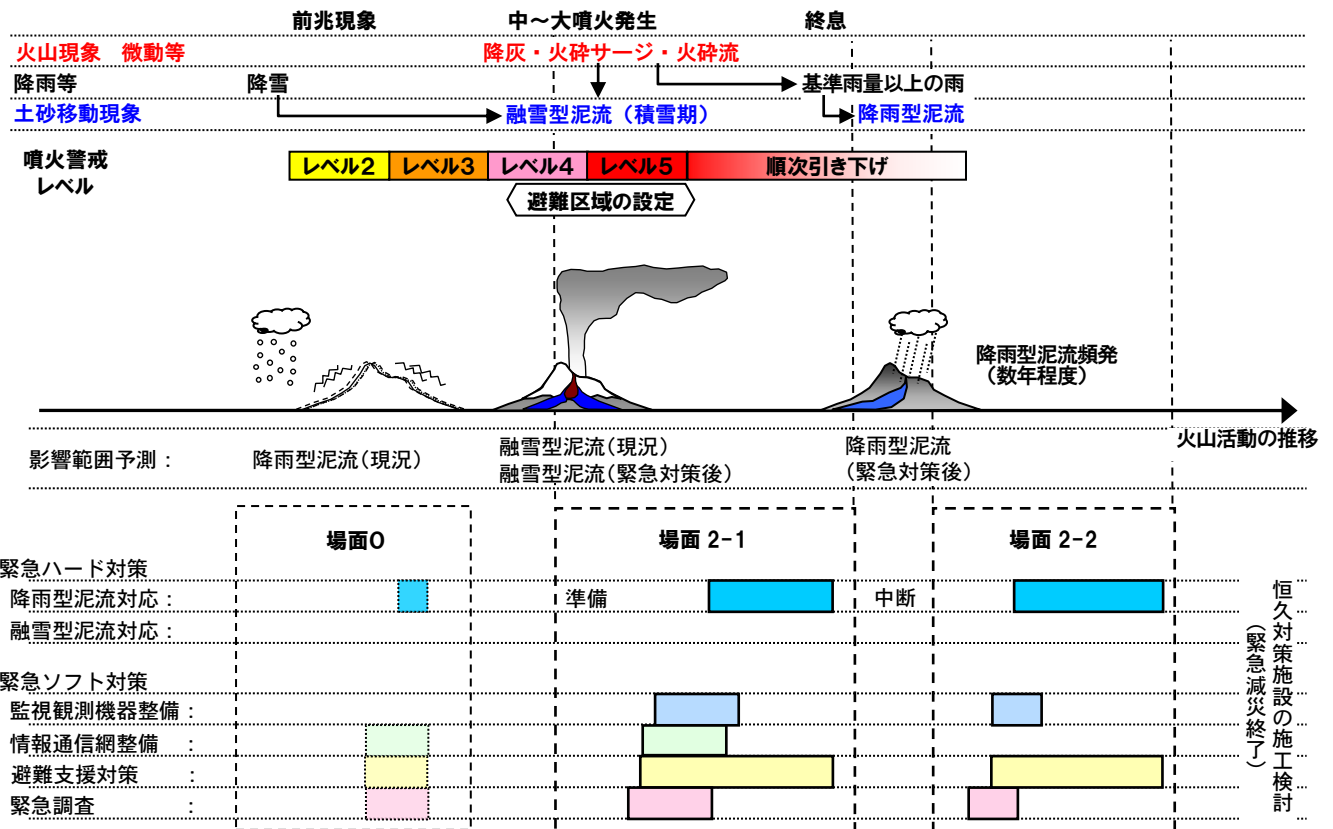 前兆現象 中～大噴火発生 終息
火山現象 微動等 降灰・火砕サージ・火砕流
降雨等 降雪 基準雨量以上の雨
土砂移動現象 融雪型泥流（積雪期） 降雨型泥流
噴火警戒
レベル
レベル2 レベル3 レベル4 レベル5 順次引き下げ
避難区域の設定
降雨型泥流頻発
（数年程度）
火山活動の推移
影響範囲予測： 降雨型泥流（現況）
融雪型泥流（現況）
融雪型泥流（緊急対策後）
降雨型泥流
（緊急対策後）
場面0 場面 2-1 場面 2-2
緊急ハード対策
降雨型泥流対応： 準備 中断
融雪型泥流対応：
緊急ソフト対策
監視観測機器整備：
情報通信網整備 ：
避難支援対策 ：
緊急調査 ：
恒久対策施設の施工検討
（緊急減災終了）